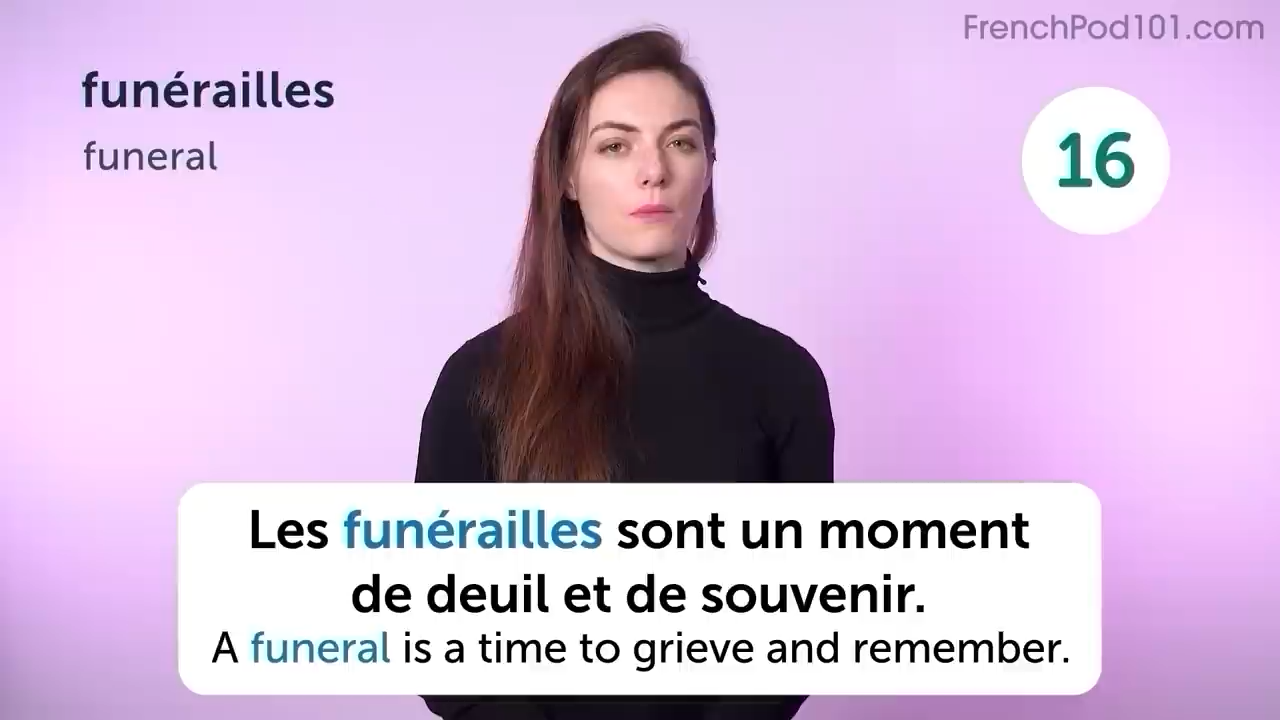 FrenchPod101.com
funérailles
funeral
16
Les funérailles sont un moment
de deuil et de souvenir.
A funeral is a time to grieve and remember.